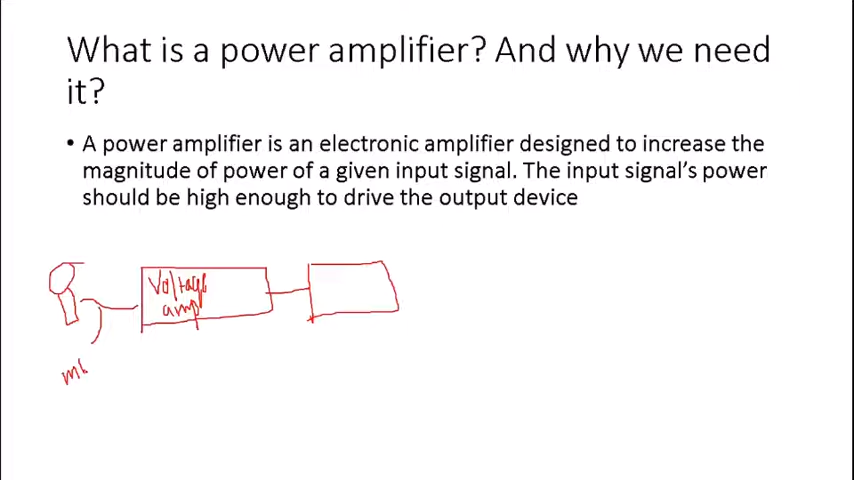 What is a power amplifier? And why we need
it?
• A power amplifier is an electronic amplifier designed to increase the
magnitude of power of a given input signal. The input signal's power
should be high enough to drive the output device
Voltage
amp